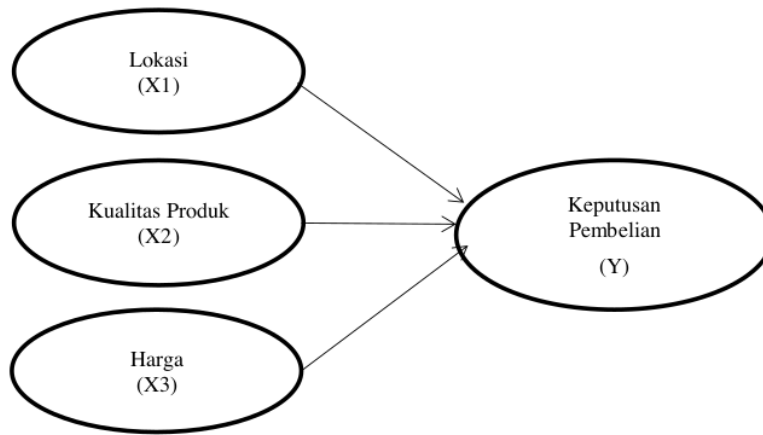 Lokasi
(X1)
Kualitas Produk
(X2)
Harga
(X3)
Keputusan
Pembelian
(Y)